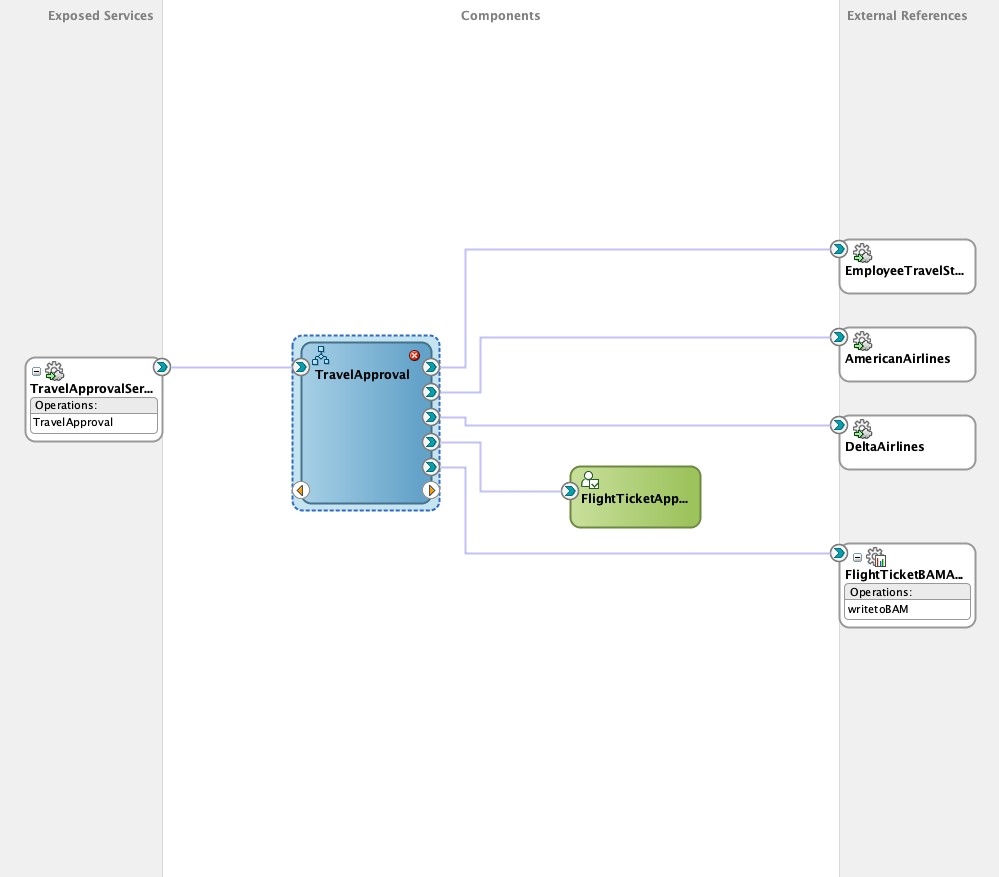 Exposed Services
Components
External References
EmployeeTravelSt...
AmericanAirlines
TravelApprovalSer...
Operations:
TravelApproval
TravelApproval
DeltaAirlines
FlightTicketApp...
FlightTicketBAMA...
Operations:
writetoBAM